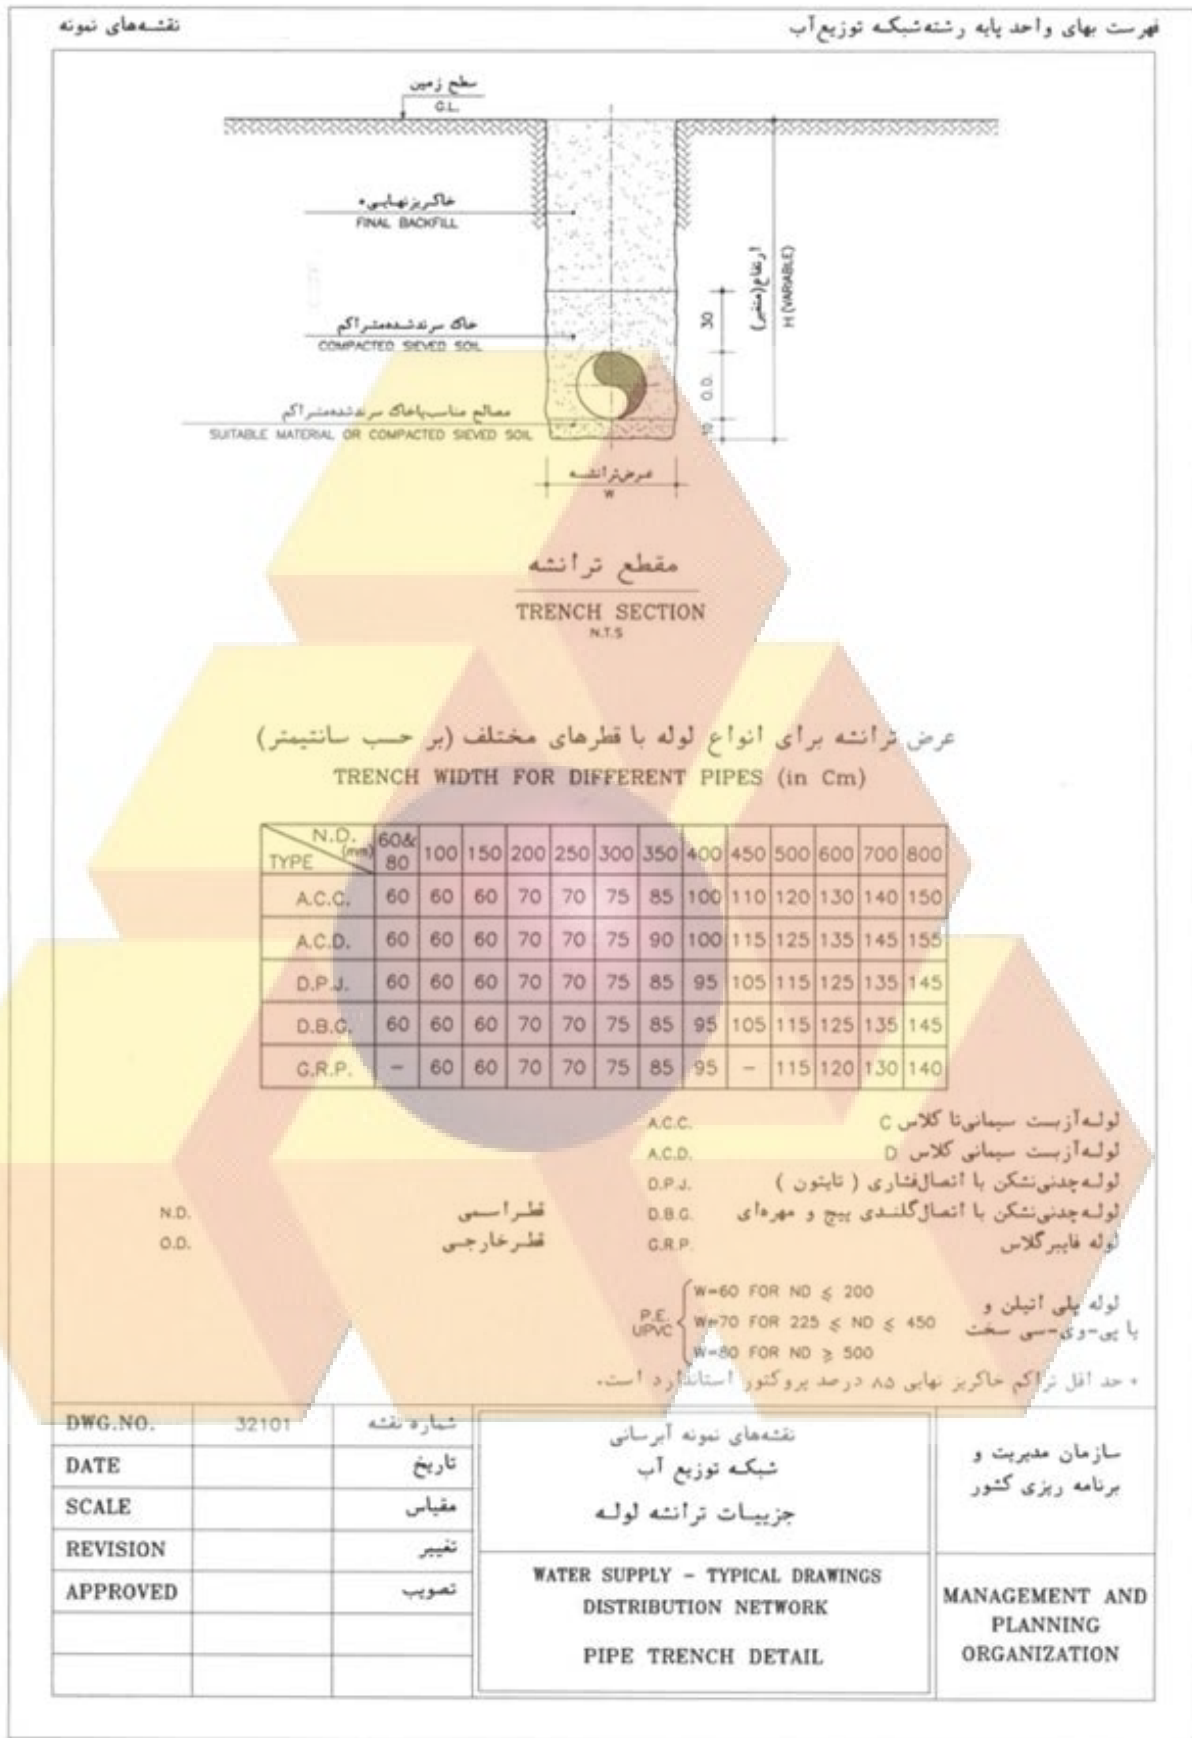 فهرست بهای واحد پایه رشته شبکه توزیع آب
نقشه‌های نمونه
سطح زمین
G.L.
خاکریزنهایی*
FINAL BACKFILL
خاک سرندشده‌متراکم
COMPACTED SIEVED SOIL
مصالح مناسب‌یاخاک سرندشده‌متراکم
SUITABLE MATERIAL OR COMPACTED SIEVED SOIL
30
O.D.
10
ارتفاع(متغیر)
H (VARIABLE)
عرض‌ترانشه
W
مقطع ترانشه
TRENCH SECTION
N.T.S
عرض ترانشه برای انواع لوله با قطرهای مختلف (بر حسب سانتیمتر)
TRENCH WIDTH FOR DIFFERENT PIPES (in Cm)
TYPE N.D. (mm) 60& 80 100 150 200 250 300 350 400 450 500 600 700 800
A.C.C. 60 60 60 70 70 75 85 100 110 120 130 140 150
A.C.D. 60 60 60 70 70 75 90 100 115 125 135 145 155
D.P.J. 60 60 60 70 70 75 85 95 105 115 125 135 145
D.B.G. 60 60 60 70 70 75 85 95 105 115 125 135 145
G.R.P. – 60 60 70 70 75 85 95 – 115 120 130 140
لوله‌آزبست سیمانی‌تا کلاس C A.C.C.
لوله‌آزبست سیمانی کلاس D A.C.D.
لوله‌چدنی‌نشکن با اتصال‌فشاری ( تایتون ) D.P.J.
لوله‌چدنی‌نشکن با اتصال‌گلندی پیچ و مهره‌ای D.B.G.
لوله فایبرگلاس G.R.P.
قطراسمی N.D.
قطرخارجی O.D.
لوله پلی اتیلن و
یا پی-وی-سی سخت
P.E.
UPVC
W=60 FOR ND ⩽ 200
W=70 FOR 225 ⩽ ND ⩽ 450
W=80 FOR ND ⩾ 500
* حد اقل تراکم خاکریز نهایی ۸۵ درصد پروکتور استاندارد است.
DWG.NO. 32101 شماره نقشه
DATE تاریخ
SCALE مقیاس
REVISION تغییر
APPROVED تصویب
نقشه‌های نمونه آبرسانی
شبکه توزیع آب
جزییات ترانشه لوله
WATER SUPPLY – TYPICAL DRAWINGS
DISTRIBUTION NETWORK
PIPE TRENCH DETAIL
سازمان مدیریت و
برنامه ریزی کشور
MANAGEMENT AND
PLANNING
ORGANIZATION